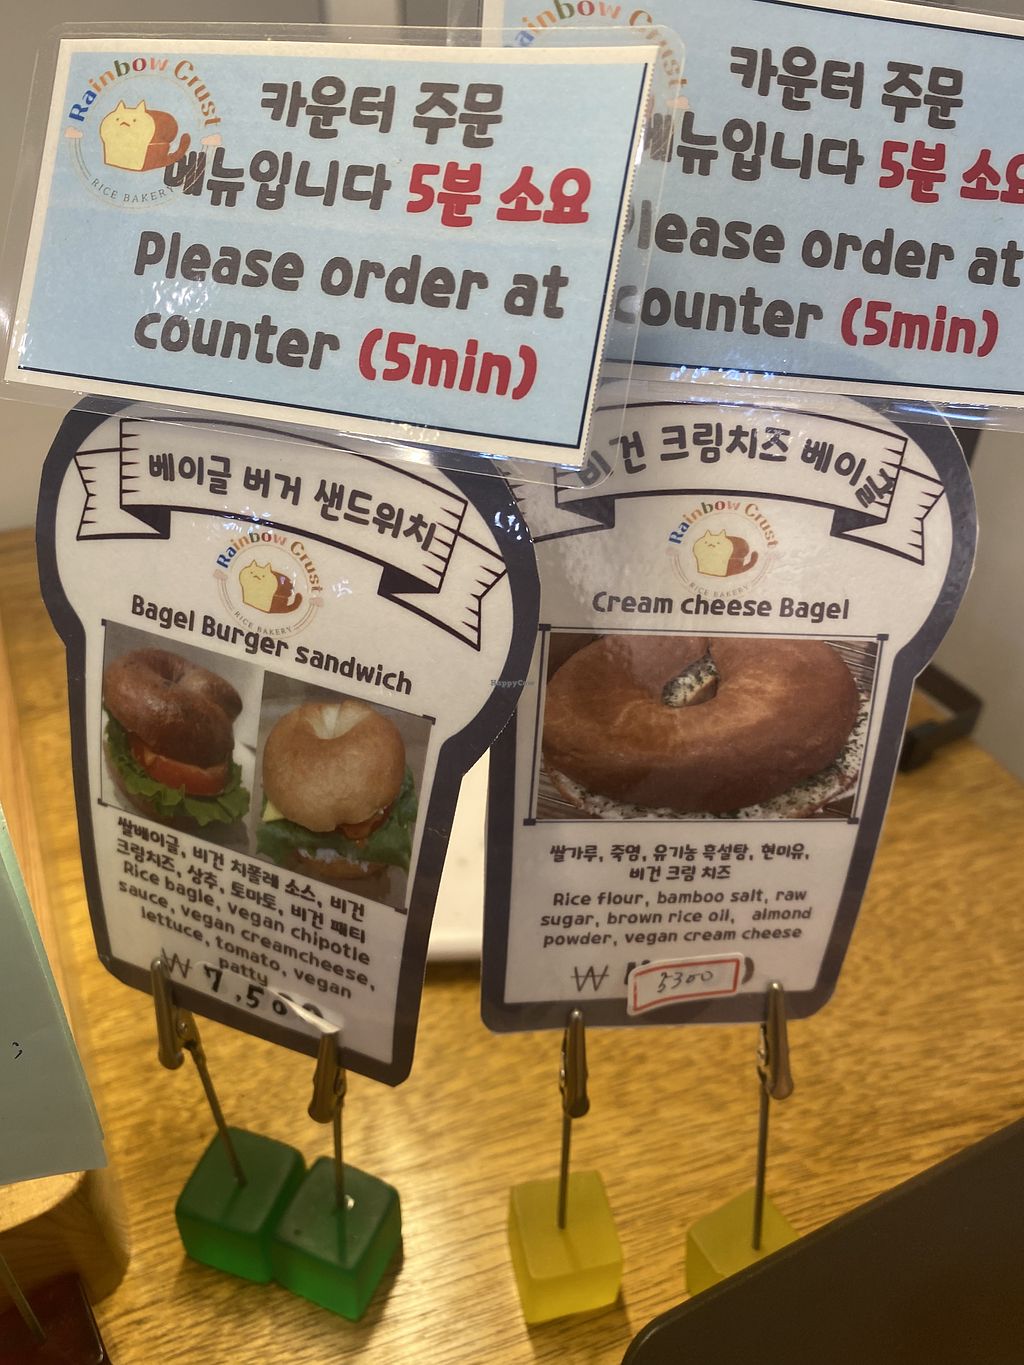 Rainbow Crust
RICE BAKERY
카운터 주문
메뉴입니다 5분 소요
Please order at
counter (5min)
카운터 주문
메뉴입니다 5분 소요
Please order at
counter (5min)
베이글 버거 샌드위치
Rainbow Crust
RICE BAKERY
Bagel Burger sandwich
쌀베이글, 비건 치폴레 소스, 비건
크림치즈, 상추, 토마토, 비건 패티
Rice bagle, vegan chipotle
sauce, vegan creamcheese,
lettuce, tomato, vegan
patty
₩ 7,500
비건 크림치즈 베이글
Rainbow Crust
RICE BAKERY
Cream cheese Bagel
HappyCow
쌀가루, 죽염, 유기농 흑설탕, 현미유,
비건 크림 치즈
Rice flour, bamboo salt, raw
sugar, brown rice oil, almond
powder, vegan cream cheese
₩ 5300